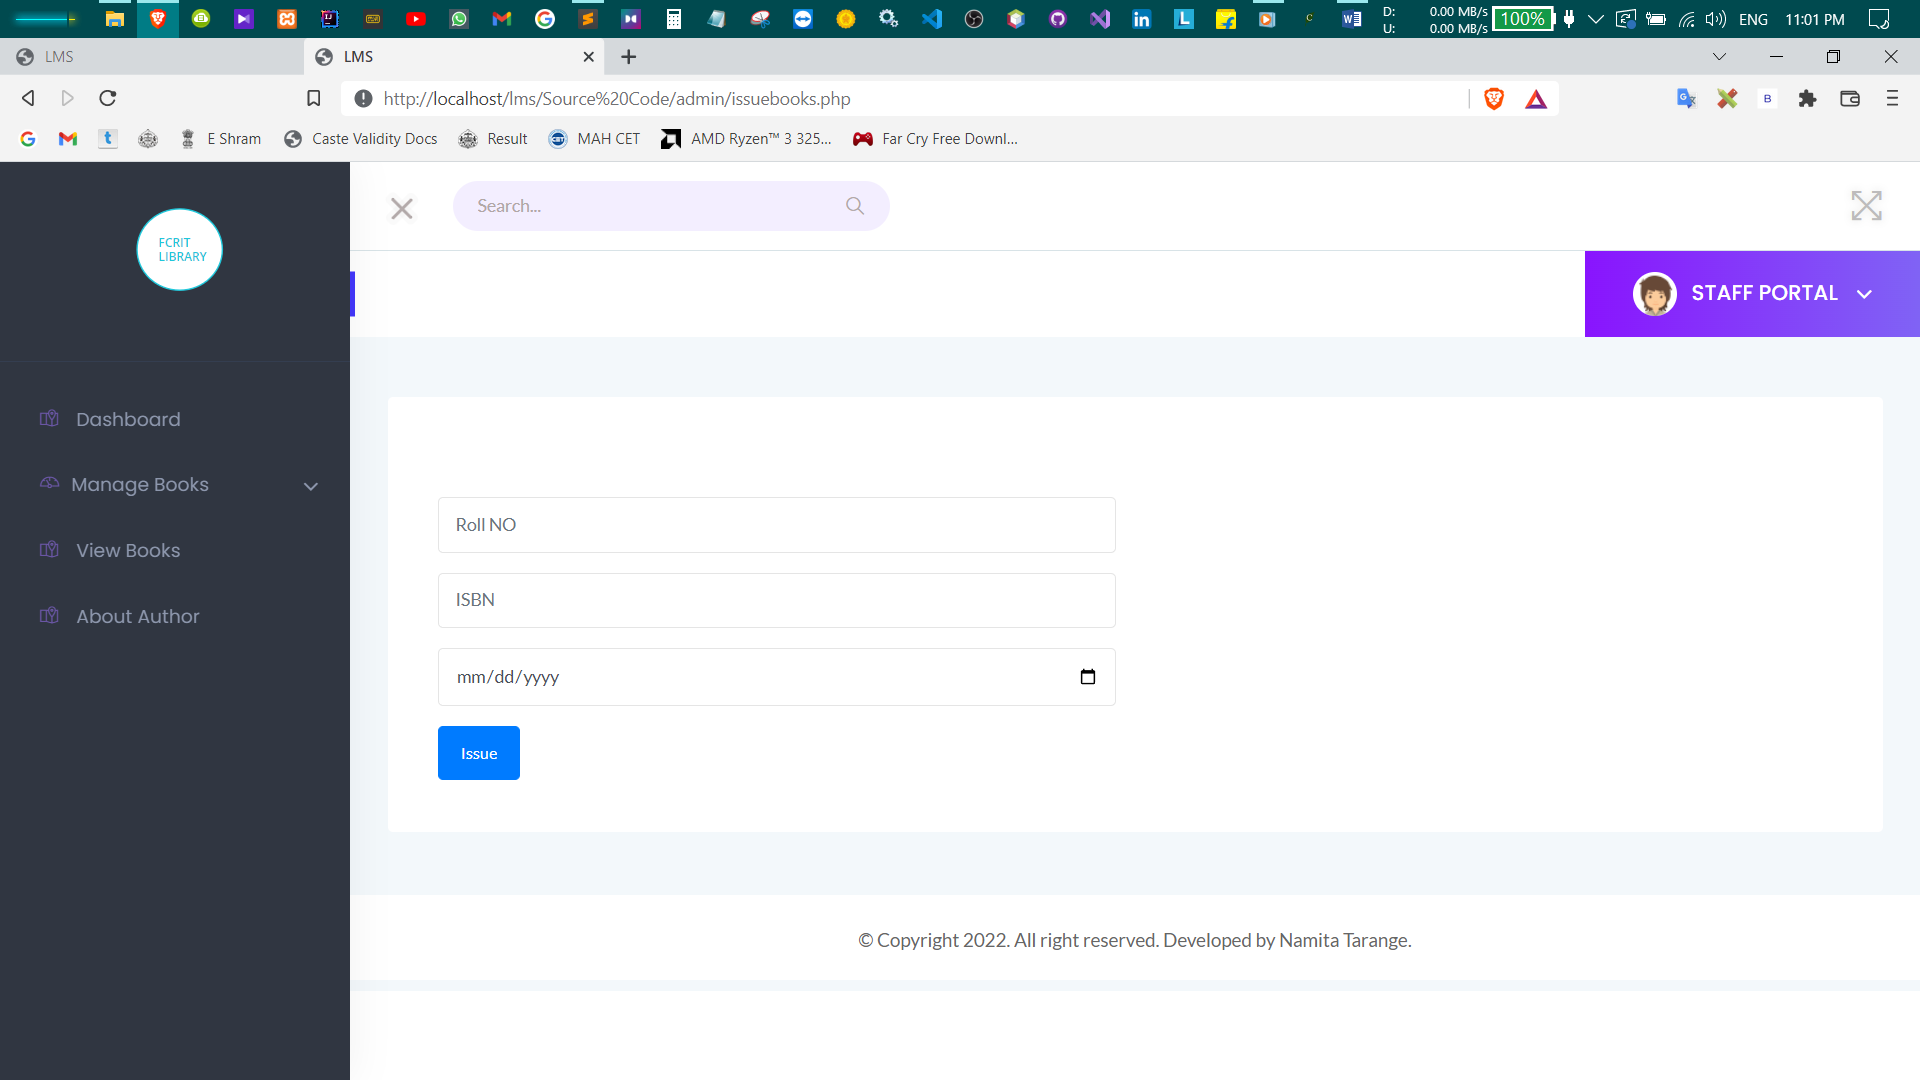 D: 0.00 MB/s
U: 0.00 MB/s
100%
ENG
11:01 PM
LMS
LMS
http://localhost/lms/Source%20Code/admin/issuebooks.php
E Shram
Caste Validity Docs
Result
MAH CET
AMD Ryzen™ 3 325...
Far Cry Free Downl...
FCRIT
LIBRARY
Search...
STAFF PORTAL
Dashboard
Manage Books
View Books
About Author
Roll NO
ISBN
mm/dd/yyyy
Issue
© Copyright 2022. All right reserved. Developed by Namita Tarange.